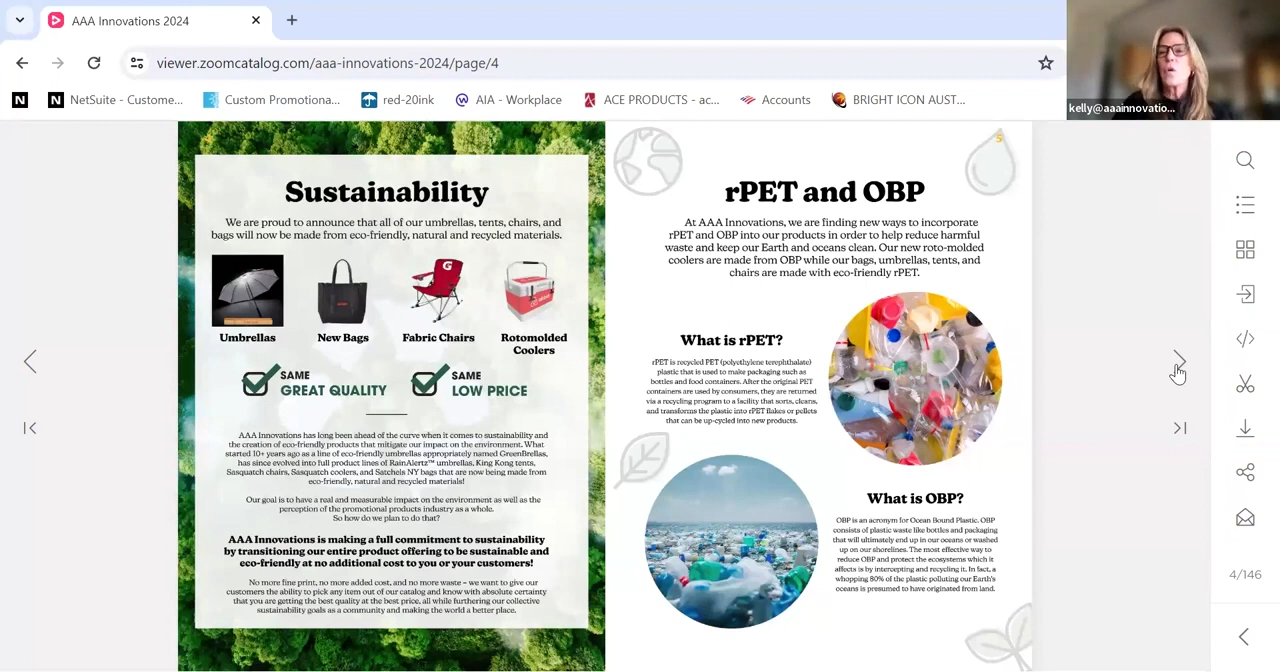 AAA Innovations 2024
viewer.zoomcatalog.com/aaa-innovations-2024/page/4
NetSuite - Custome...
Custom Promotiona...
red-20ink
AIA - Workplace
ACE PRODUCTS - ac...
Accounts
BRIGHT ICON AUST...
kelly@aaainnovatio...
Sustainability
We are proud to announce that all of our umbrellas, tents, chairs, and
bags will now be made from eco-friendly, natural and recycled materials.
G
Umbrellas
New Bags
Fabric Chairs
Rotomolded
Coolers
SAME
GREAT QUALITY
SAME
LOW PRICE
AAA Innovations has long been ahead of the curve when it comes to sustainability and
the creation of eco-friendly products that mitigate our impact on the environment. What
started 10+ years ago as a line of eco-friendly umbrellas appropriately named GreenBrellas,
has since evolved into full product lines of RainAlertz™ umbrellas, King Kong tents,
Sasquatch chairs, Sasquatch coolers, and Satchels NY bags that are now being made from
eco-friendly, natural and recycled materials!
Our goal is to have a real and measurable impact on the environment as well as the
perception of the promotional products industry as a whole.
So how do we plan to do that?
AAA Innovations is making a full commitment to sustainability
by transitioning our entire product offering to be sustainable and
eco-friendly at no additional cost to you or your customers!
No more fine print, no more added cost, and no more waste – we want to give our
customers the ability to pick any item out of our catalog and know with absolute certainty
that you are getting the best quality at the best price, all while furthering our collective
sustainability goals as a community and making the world a better place.
5
rPET and OBP
At AAA Innovations, we are finding new ways to incorporate
rPET and OBP into our products in order to help reduce harmful
waste and keep our Earth and oceans clean. Our new roto-molded
coolers are made from OBP while our bags, umbrellas, tents, and
chairs are made with eco-friendly rPET.
What is rPET?
rPET is recycled PET (polyethylene terephthalate)
plastic that is used to make packaging such as
bottles and food containers. After the original PET
containers are used by consumers, they are returned
via a recycling program to a facility that sorts, cleans,
and transforms the plastic into rPET flakes or pellets
that can be up-cycled into new products.
What is OBP?
OBP is an acronym for Ocean Bound Plastic. OBP
consists of plastic waste like bottles and packaging
that will ultimately end up in our oceans or washed
up on our shorelines. The most effective way to
reduce OBP and protect the ecosystems which it
affects is by intercepting and recycling it. In fact, a
whopping 80% of the plastic polluting our Earth's
oceans is presumed to have originated from land.
4/146